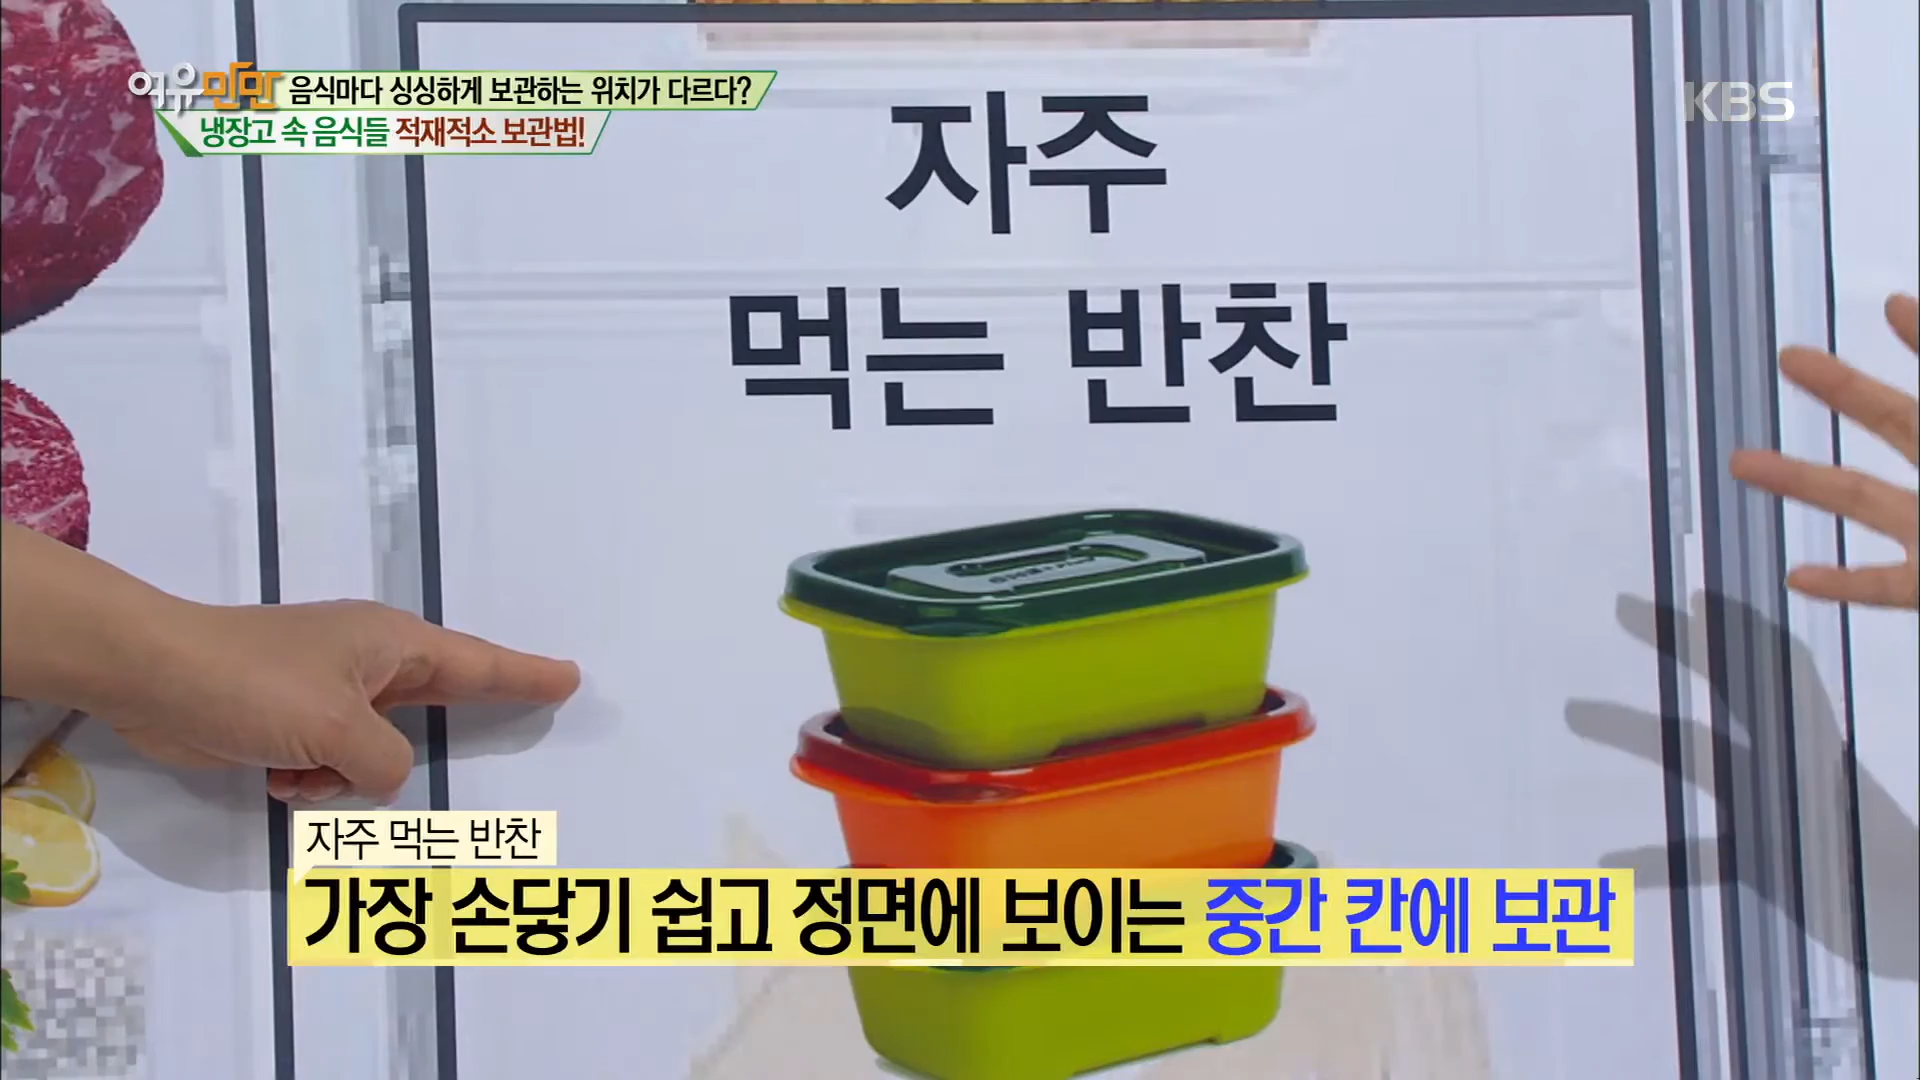 여유만만 음식마다 싱싱하게 보관하는 위치가 다르다?
냉장고 속 음식들 적재적소 보관법!
KBS
자주
먹는 반찬
자주 먹는 반찬
가장 손닿기 쉽고 정면에 보이는 중간 칸에 보관